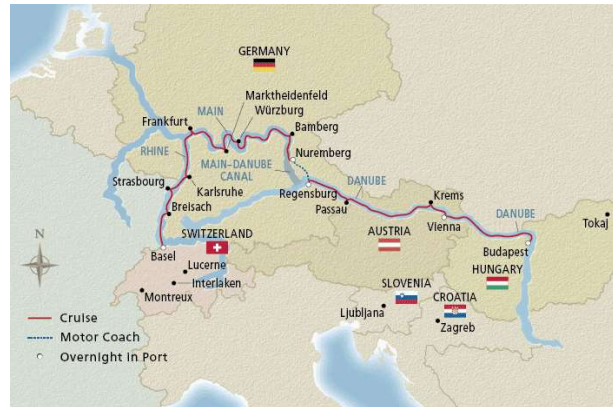 GERMANY
Marktheidenfeld
MAIN
Würzburg
Frankfurt
Bamberg
RHINE
MAIN–DANUBE
CANAL
Nuremberg
Strasbourg
Karlsruhe
Regensburg
DANUBE
Breisach
Passau
Krems
Vienna
DANUBE
Tokaj
Basel
SWITZERLAND
AUSTRIA
Budapest
HUNGARY
Lucerne
Interlaken
Montreux
SLOVENIA
CROATIA
Ljubljana
Zagreb
N
Cruise
Motor Coach
Overnight in Port